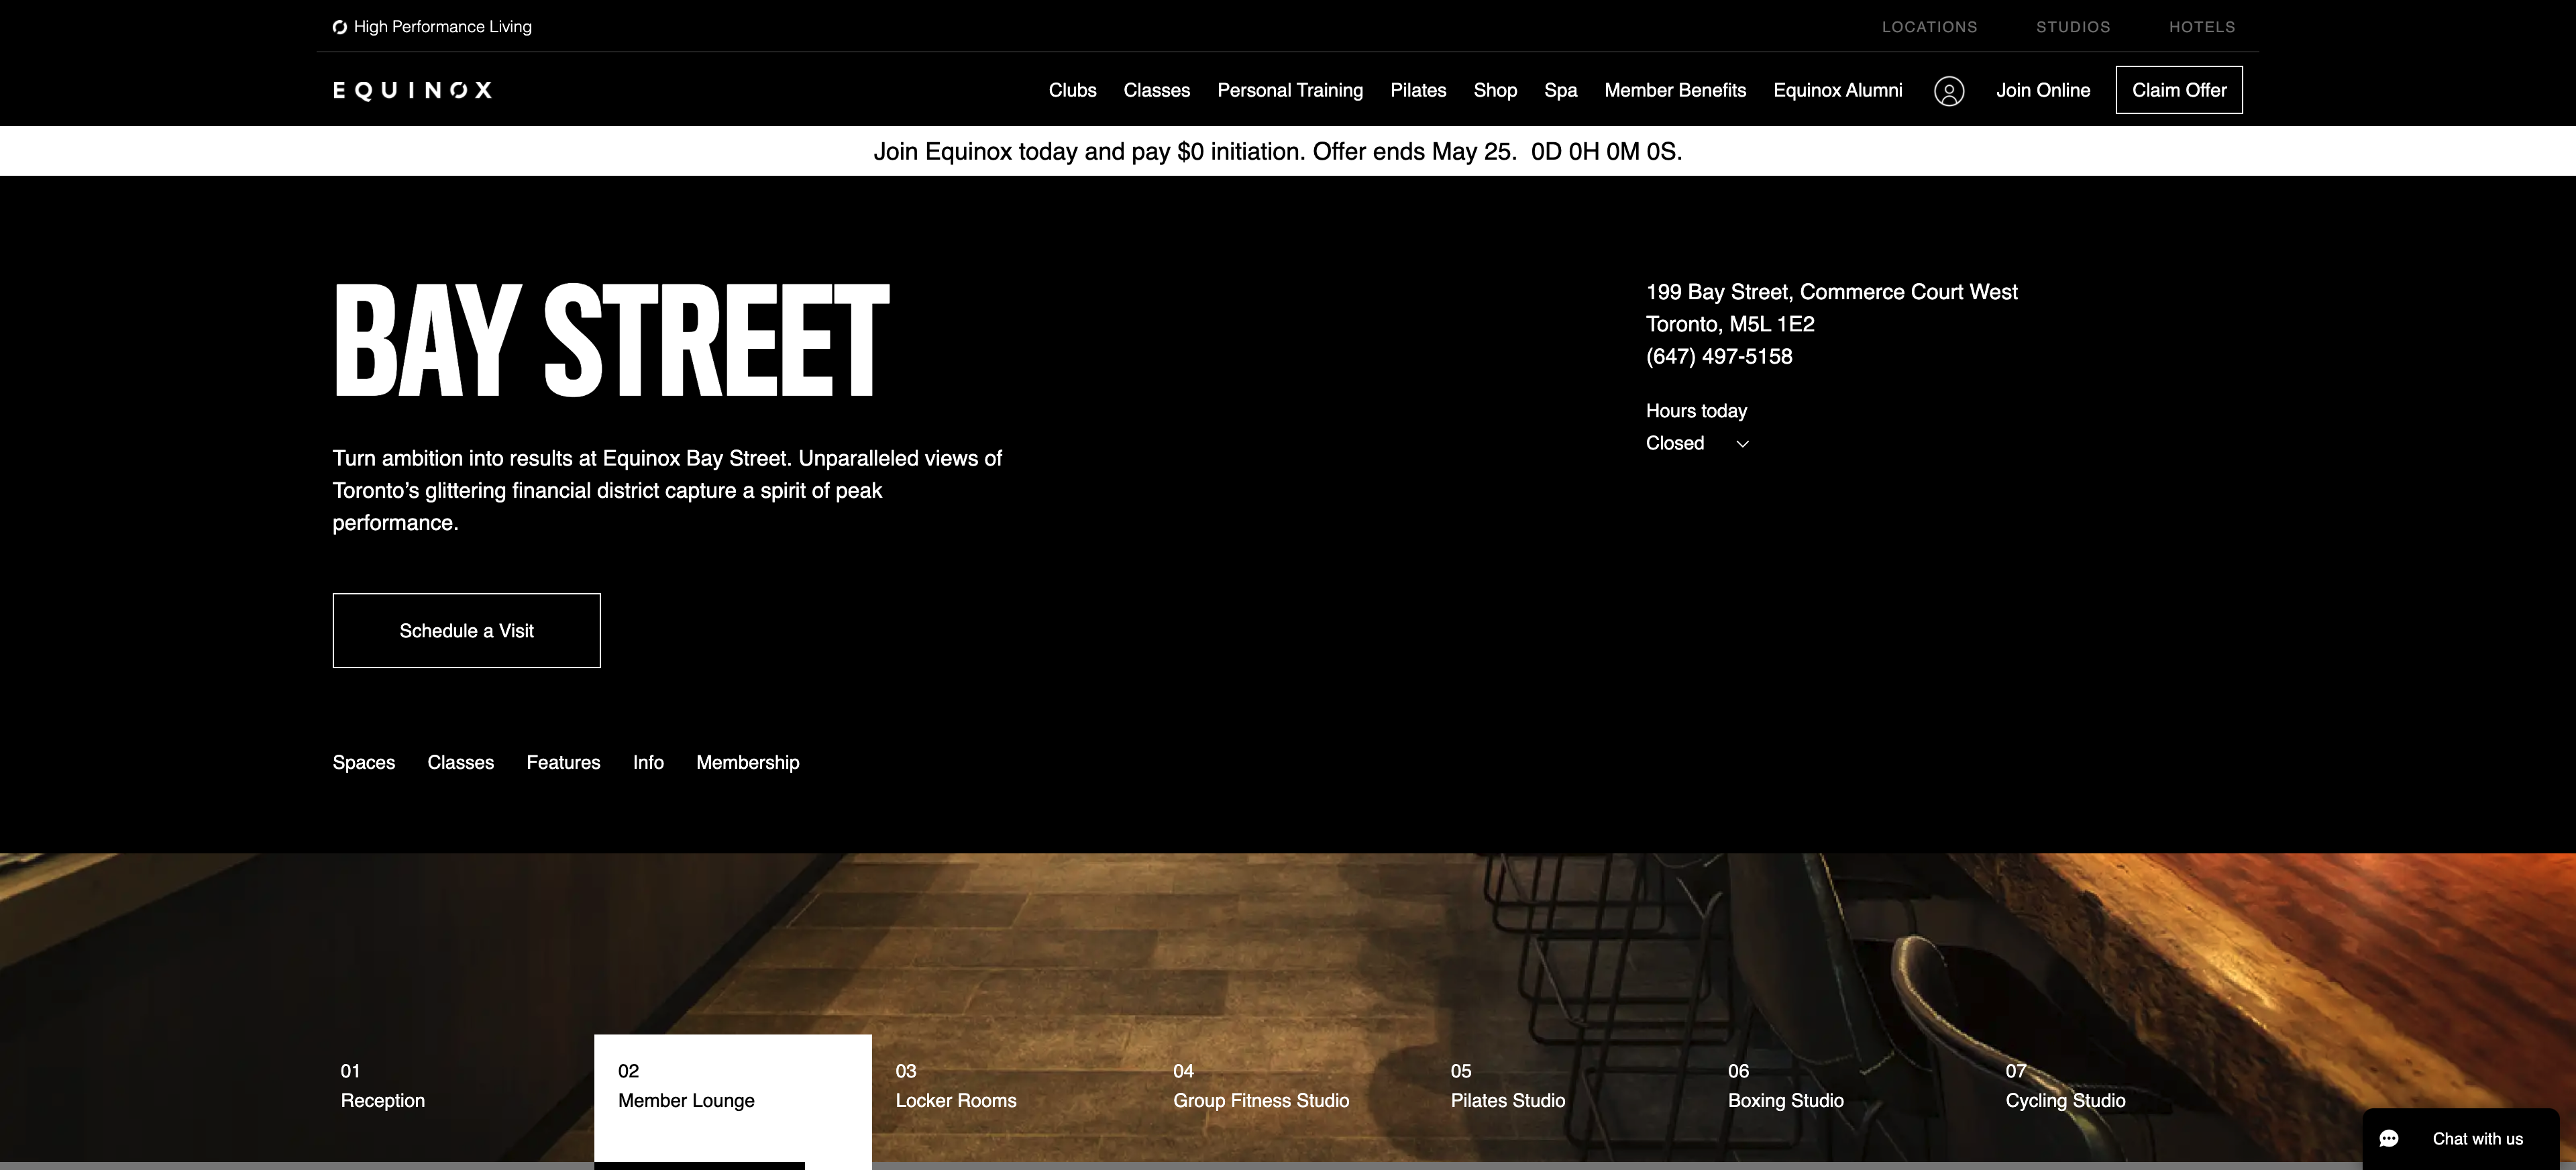 High Performance Living
LOCATIONS STUDIOS HOTELS
EQUINOX
Clubs Classes Personal Training Pilates Shop Spa Member Benefits Equinox Alumni Join Online Claim Offer
Join Equinox today and pay $0 initiation. Offer ends May 25. 0D 0H 0M 0S.
BAY STREET
Turn ambition into results at Equinox Bay Street. Unparalleled views of
Toronto’s glittering financial district capture a spirit of peak
performance.
199 Bay Street, Commerce Court West
Toronto, M5L 1E2
(647) 497-5158
Hours today
Closed
Schedule a Visit
Spaces Classes Features Info Membership
01
Reception
02
Member Lounge
03
Locker Rooms
04
Group Fitness Studio
05
Pilates Studio
06
Boxing Studio
07
Cycling Studio
Chat with us